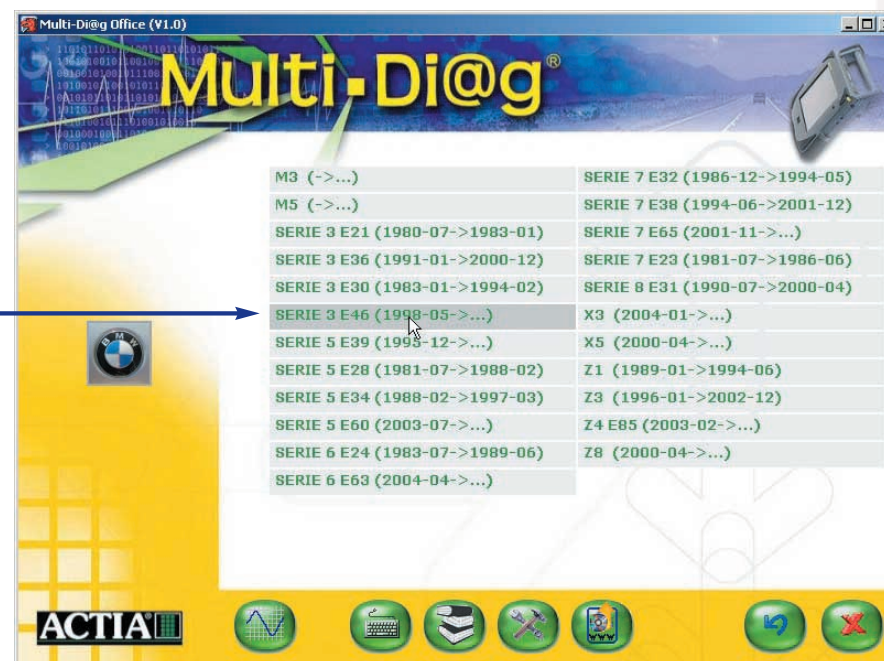 Multi-Di@g Office (V1.0)
Multi-Di@g®
M3 (->...)
M5 (->...)
SERIE 3 E21 (1980-07->1983-01)
SERIE 3 E36 (1991-01->2000-12)
SERIE 3 E30 (1983-01->1994-02)
SERIE 3 E46 (1998-05->...)
SERIE 5 E39 (1995-12->...)
SERIE 5 E28 (1981-07->1988-02)
SERIE 5 E34 (1988-02->1997-03)
SERIE 5 E60 (2003-07->...)
SERIE 6 E24 (1983-07->1989-06)
SERIE 6 E63 (2004-04->...)
SERIE 7 E32 (1986-12->1994-05)
SERIE 7 E38 (1994-06->2001-12)
SERIE 7 E65 (2001-11->...)
SERIE 7 E23 (1981-07->1986-06)
SERIE 8 E31 (1990-07->2000-04)
X3 (2004-01->...)
X5 (2000-04->...)
Z1 (1989-01->1994-06)
Z3 (1996-01->2002-12)
Z4 E85 (2003-02->...)
Z8 (2000-04->...)
BMW
ACTIA®
WWW